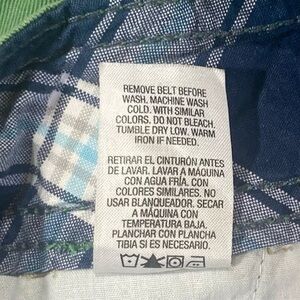 REMOVE BELT BEFORE
WASH. MACHINE WASH
COLD. WITH SIMILAR
COLORS. DO NOT BLEACH.
TUMBLE DRY LOW. WARM
IRON IF NEEDED.
RETIRAR EL CINTURÓN ANTES
DE LAVAR. LAVAR A MÁQUINA
CON AGUA FRÍA. CON
COLORES SIMILARES. NO
USAR BLANQUEADOR. SECAR
A MÁQUINA CON
TEMPERATURA BAJA.
PLANCHAR CON PLANCHA
TIBIA SÍ ES NECESARIO.